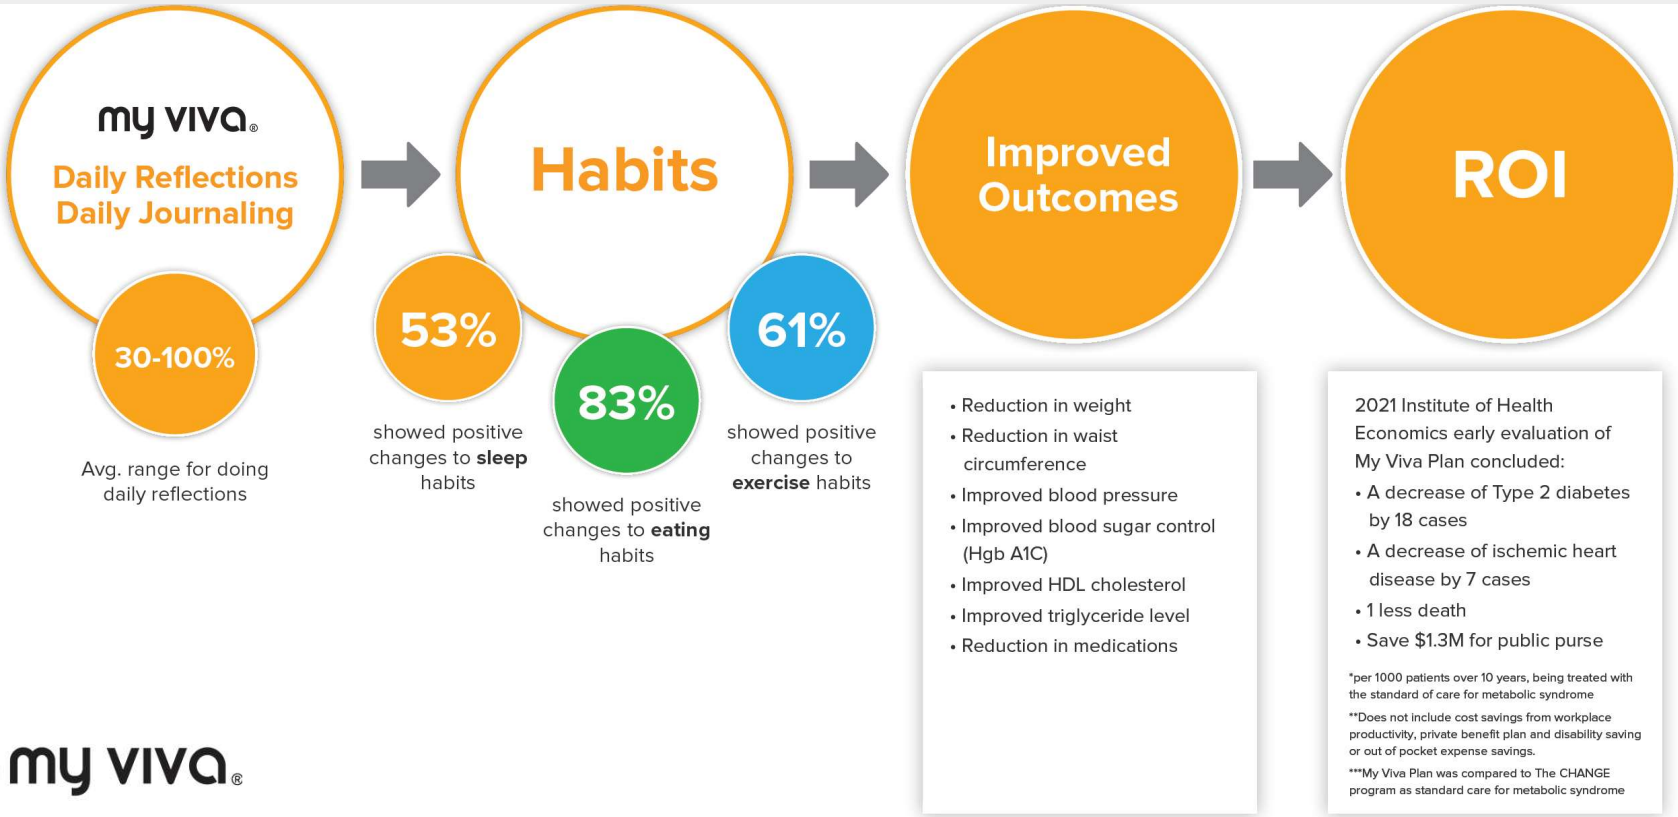 my viva®
Daily Reflections
Daily Journaling
30-100%
Avg. range for doing
daily reflections
Habits
53%
showed positive
changes to sleep
habits
83%
showed positive
changes to eating
habits
61%
showed positive
changes to
exercise habits
Improved
Outcomes
• Reduction in weight
• Reduction in waist
circumference
• Improved blood pressure
• Improved blood sugar control
(Hgb A1C)
• Improved HDL cholesterol
• Improved triglyceride level
• Reduction in medications
ROI
2021 Institute of Health
Economics early evaluation of
My Viva Plan concluded:
• A decrease of Type 2 diabetes
by 18 cases
• A decrease of ischemic heart
disease by 7 cases
• 1 less death
• Save $1.3M for public purse
*per 1000 patients over 10 years, being treated with
the standard of care for metabolic syndrome
**Does not include cost savings from workplace
productivity, private benefit plan and disability saving
or out of pocket expense savings.
***My Viva Plan was compared to The CHANGE
program as standard care for metabolic syndrome
my viva®